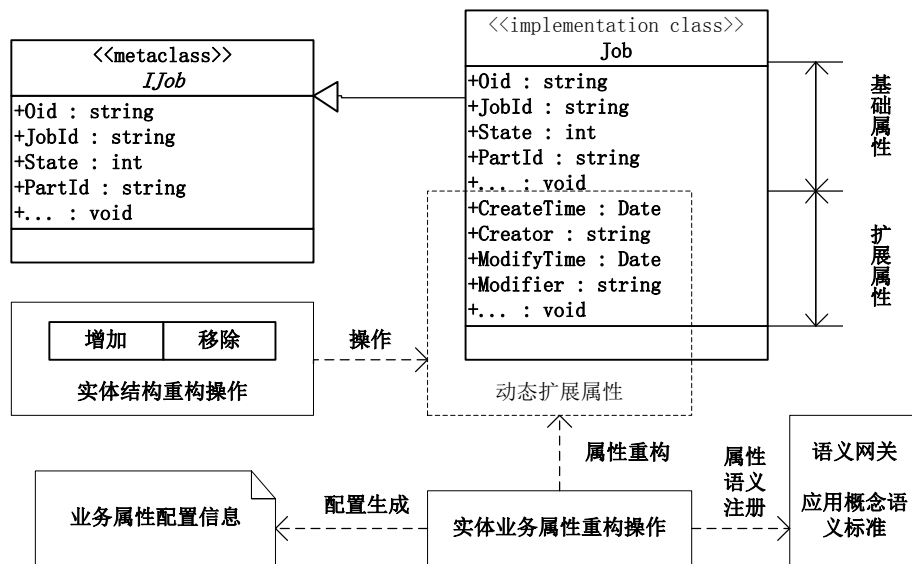 <<metaclass>>
IJob
+Oid : string
+JobId : string
+State : int
+PartId : string
+... : void
<<implementation class>>
Job
+Oid : string
+JobId : string
+State : int
+PartId : string
+... : void
+CreateTime : Date
+Creator : string
+ModifyTime : Date
+Modifier : string
+... : void
基础属性
扩展属性
增加
移除
实体结构重构操作
操作
动态扩展属性
属性重构
属性
语义
注册
语义网关
应用概念语
义标准
业务属性配置信息
配置生成
实体业务属性重构操作